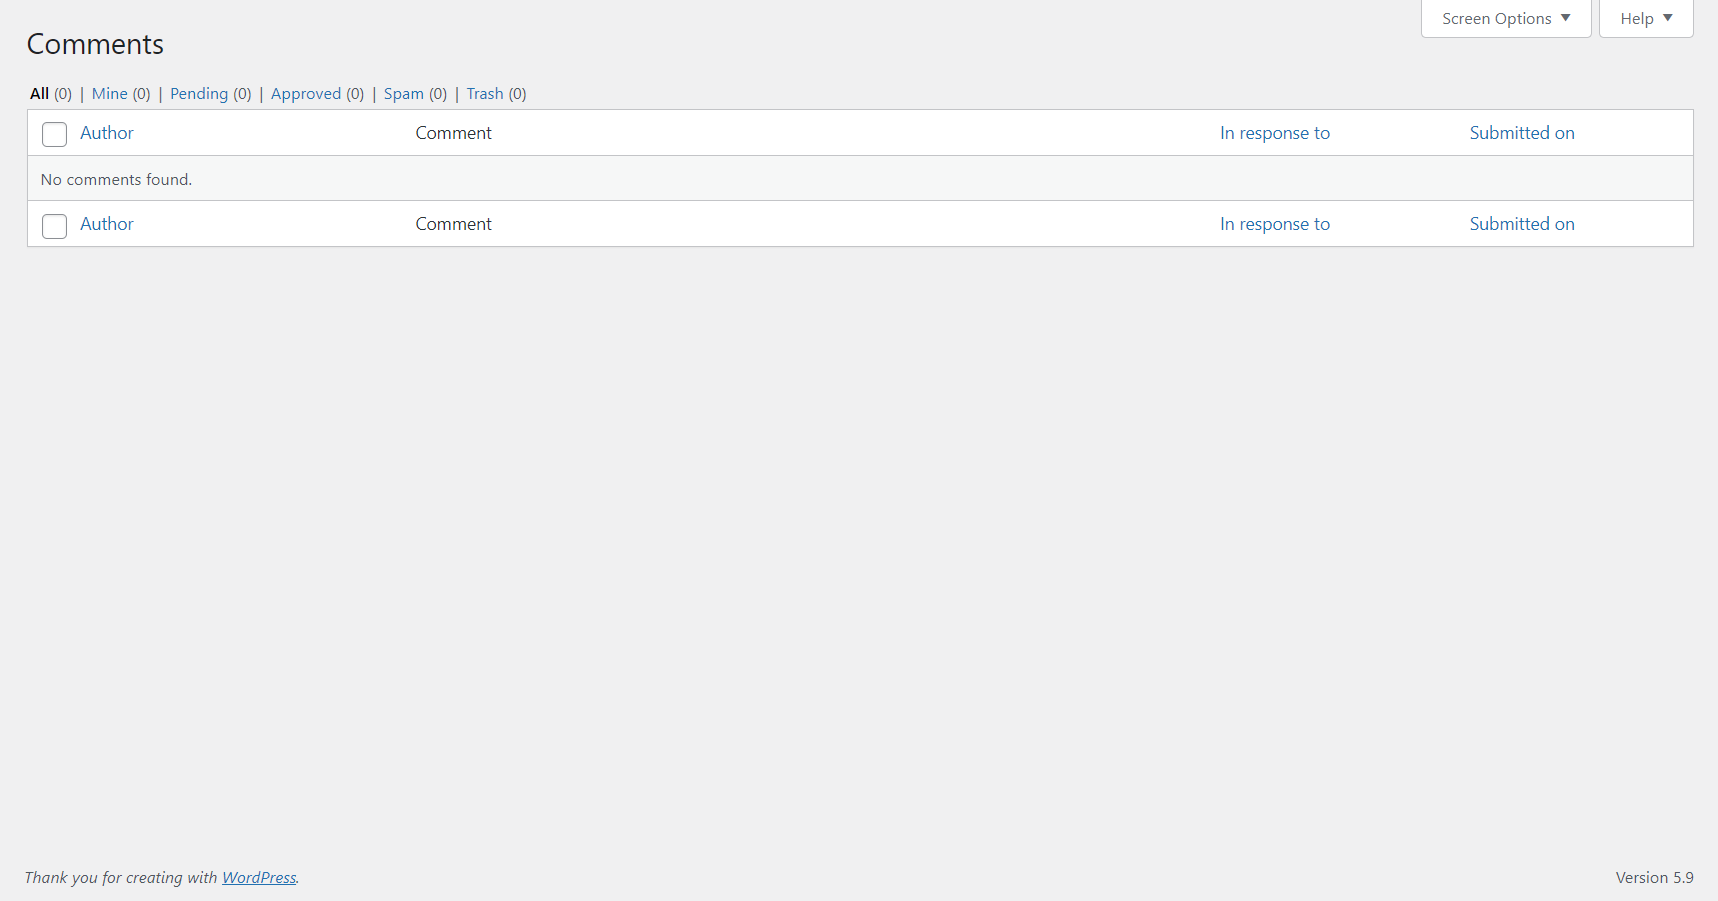 Screen Options ▼ Help ▼
Comments
All (0) | Mine (0) | Pending (0) | Approved (0) | Spam (0) | Trash (0)
Author Comment In response to Submitted on
No comments found.
Author Comment In response to Submitted on
Thank you for creating with WordPress. Version 5.9